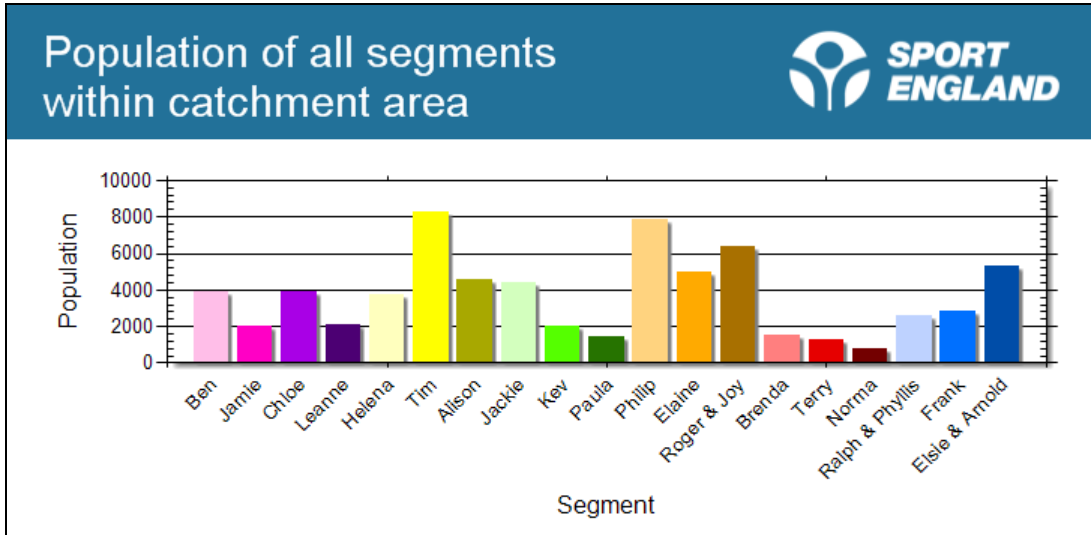 Population of all segments
within catchment area
SPORT
ENGLAND
Population
10000
8000
6000
4000
2000
0
Ben
Jamie
Chloe
Leanne
Helena
Tim
Alison
Jackie
Kev
Paula
Philip
Elaine
Roger & Joy
Brenda
Terry
Norma
Ralph & Phyllis
Frank
Elsie & Arnold
Segment